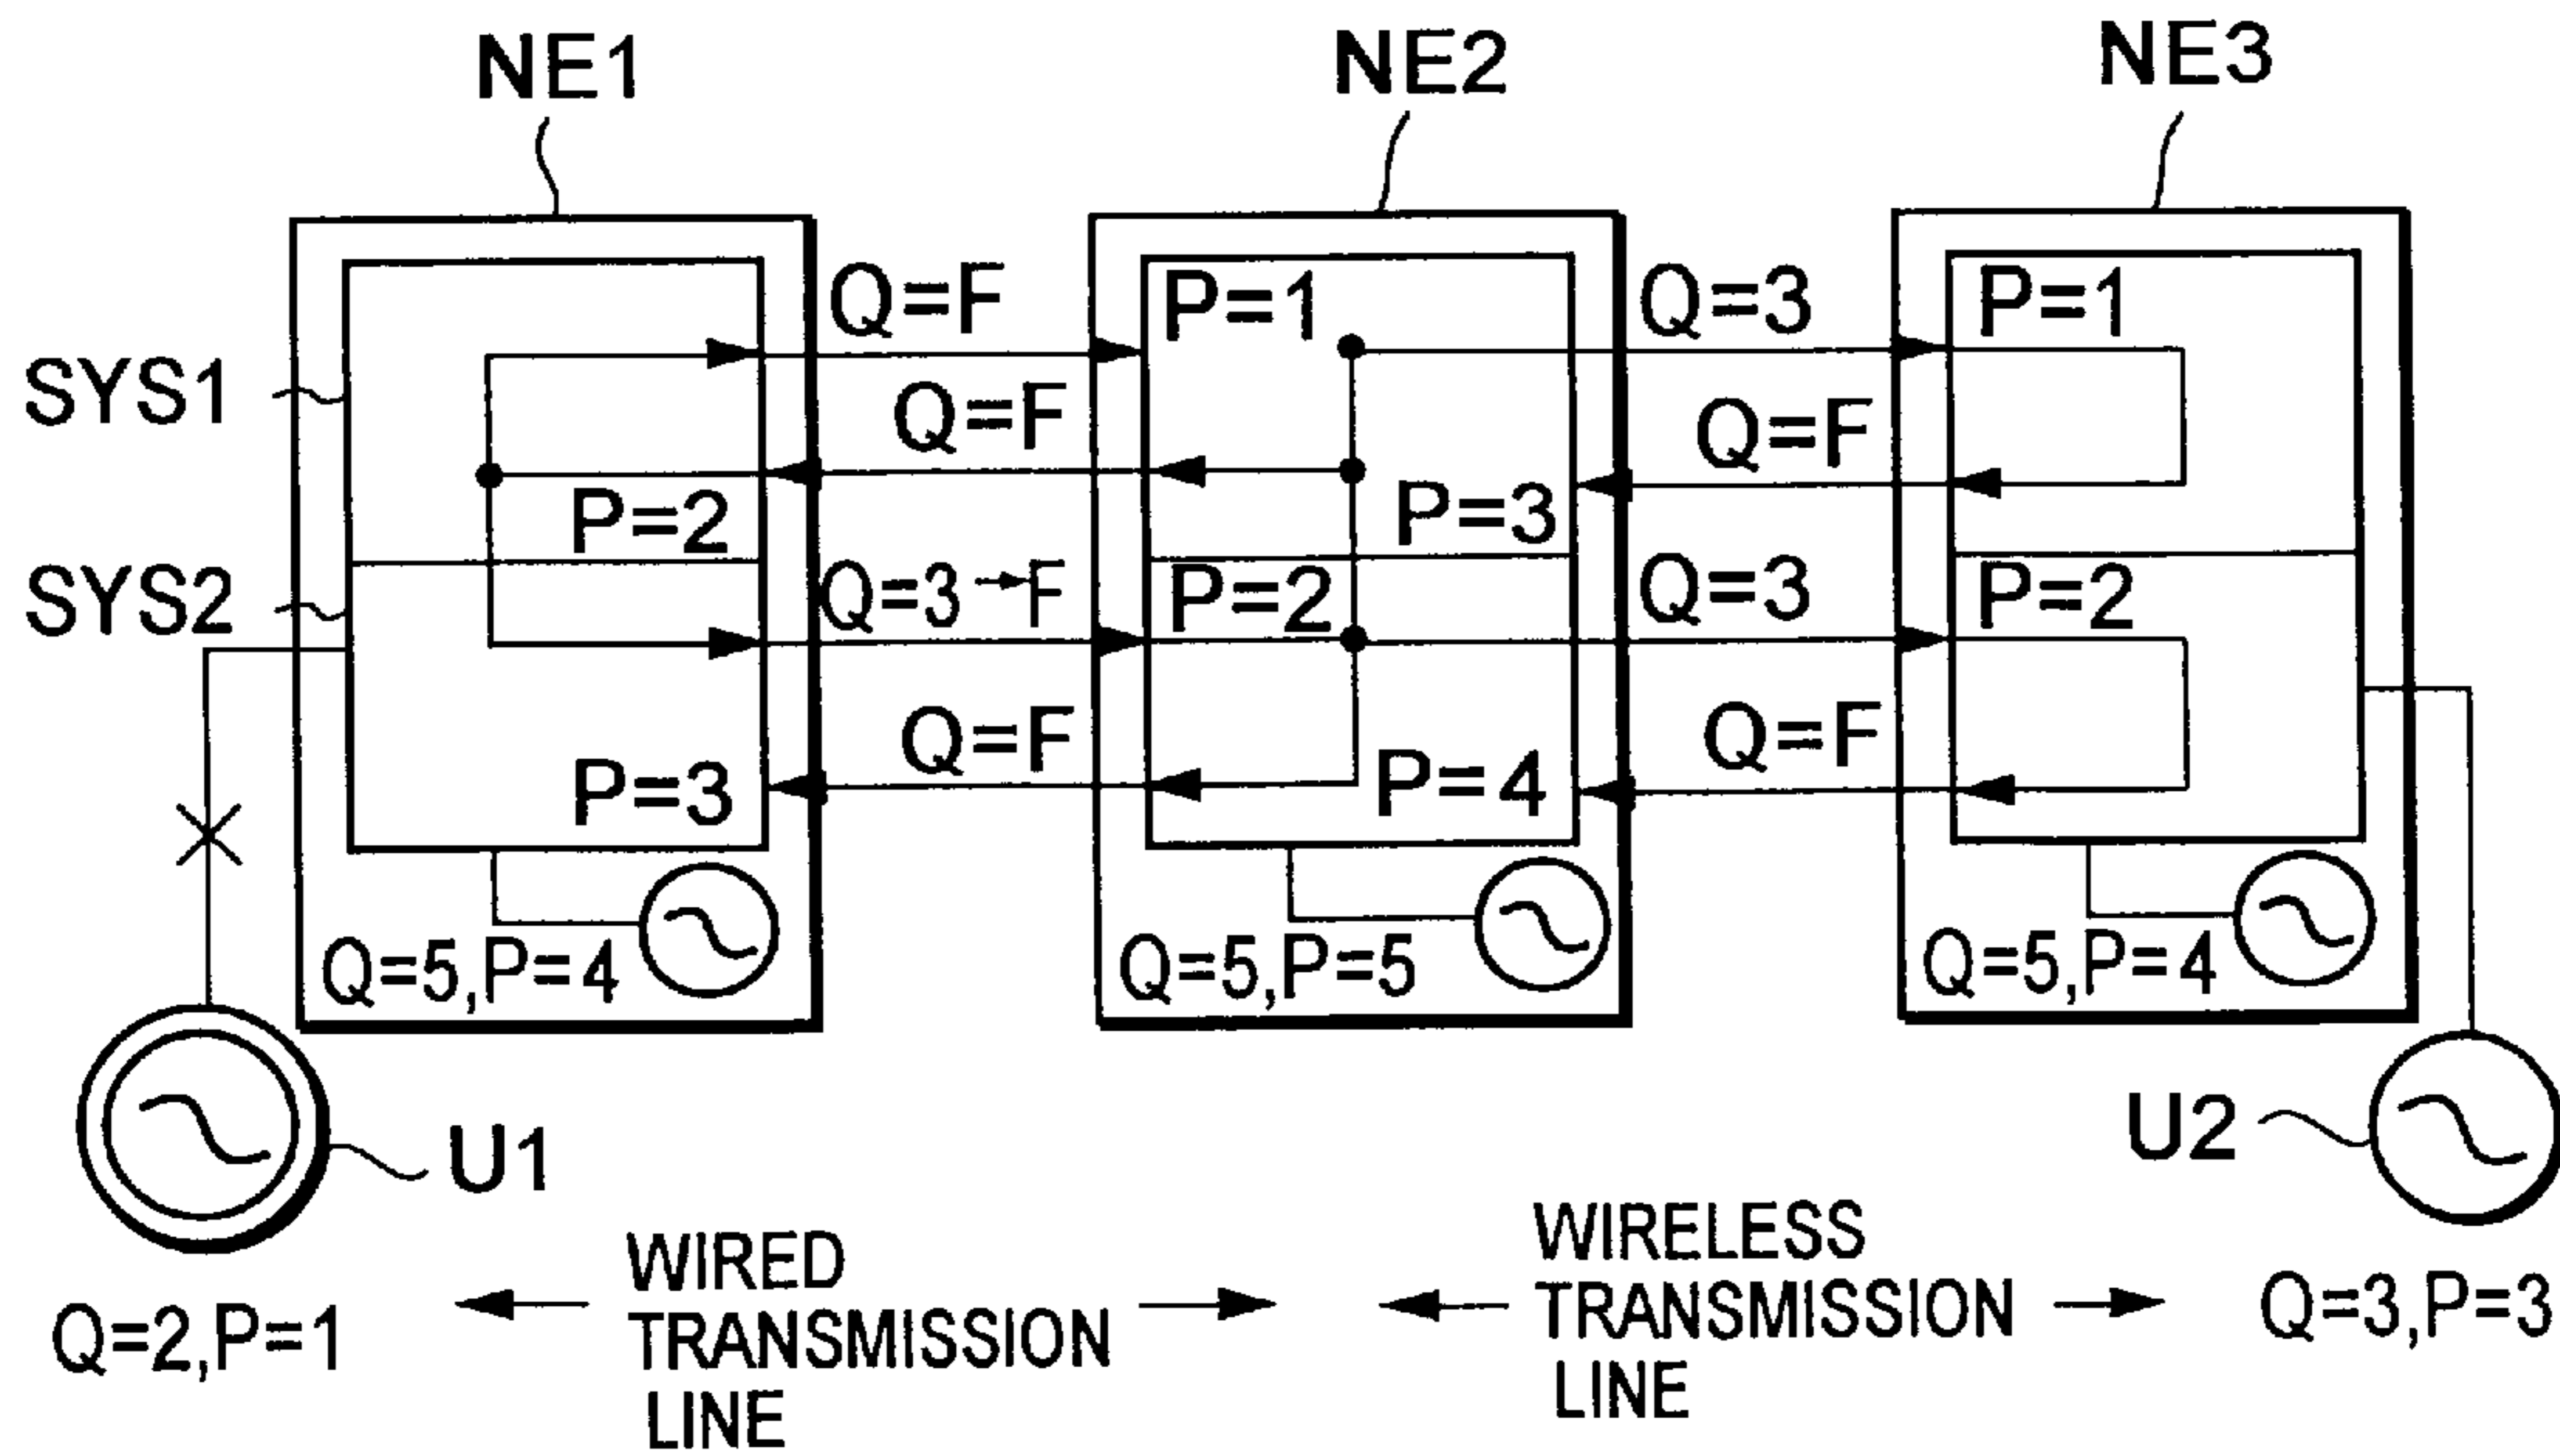 NE1
NE2
NE3
Q=F
P=1
Q=3
P=1
SYS1
Q=F
Q=F
P=2
P=3
SYS2
Q=3→F
P=2
Q=3
P=2
Q=F
Q=F
P=3
P=4
Q=5,P=4
Q=5,P=5
Q=5,P=4
U1
U2
Q=2,P=1
WIRED
TRANSMISSION
LINE
WIRELESS
TRANSMISSION
LINE
Q=3,P=3